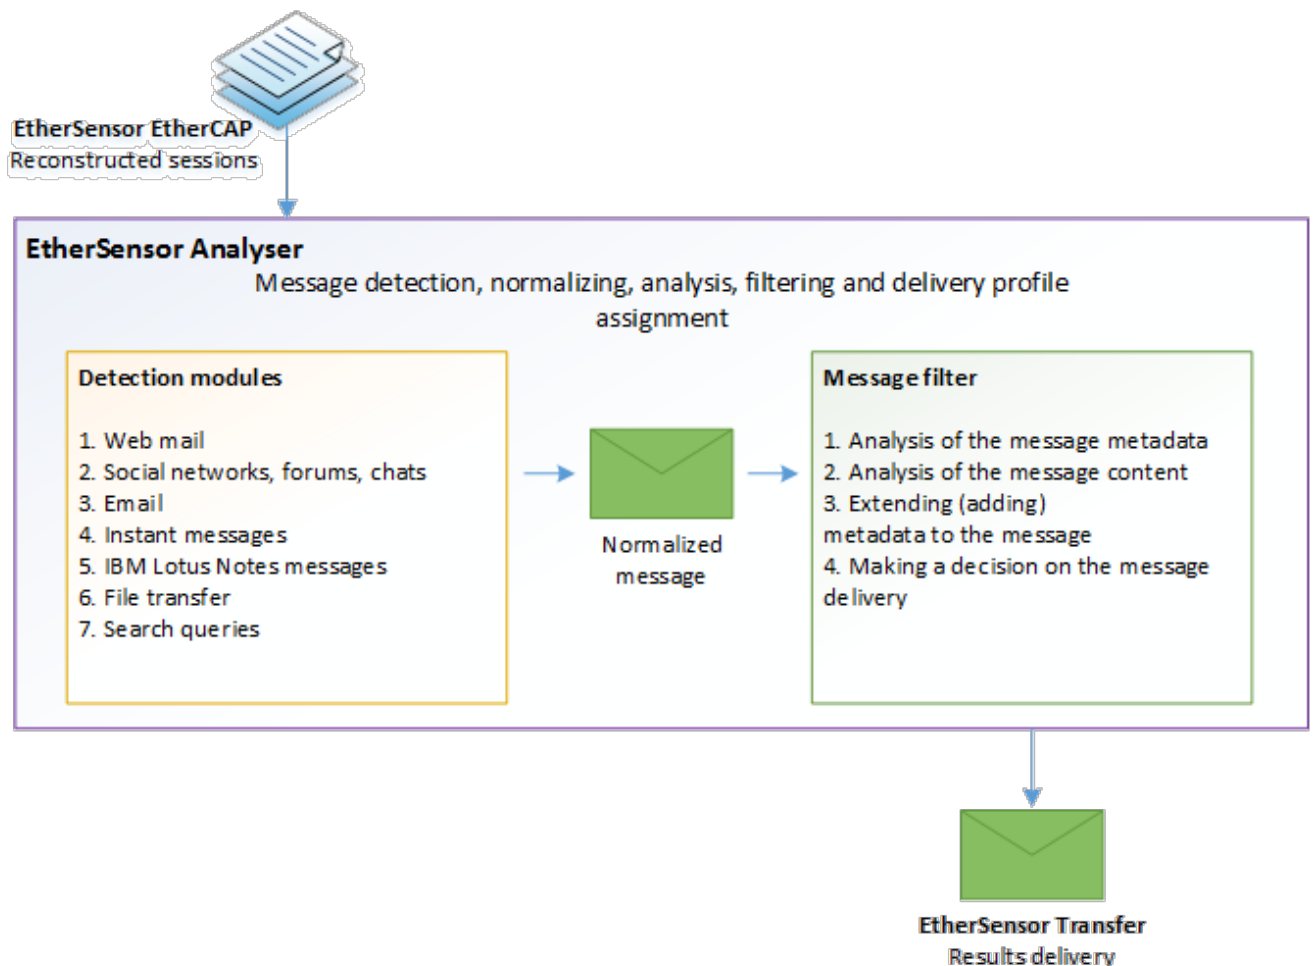 EtherSensor EtherCAP
Reconstructed sessions
EtherSensor Analyser
Message detection, normalizing, analysis, filtering and delivery profile
assignment
Detection modules
1. Web mail
2. Social networks, forums, chats
3. Email
4. Instant messages
5. IBM Lotus Notes messages
6. File transfer
7. Search queries
Normalized
message
Message filter
1. Analysis of the message metadata
2. Analysis of the message content
3. Extending (adding)
metadata to the message
4. Making a decision on the message
delivery
EtherSensor Transfer
Results delivery